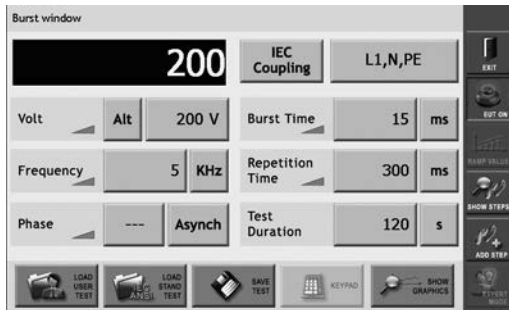 Burst window
200
IEC Coupling
L1,N,PE
EXIT
Volt
Alt
200 V
Burst Time
15
ms
EUT ON
Frequency
5
KHz
Repetition Time
300
ms
RAMP VALUE
SHOW STEPS
Phase
---
Asynch
Test Duration
120
s
ADD STEP
LOAD USER TEST
IEC ANSI
LOAD STAND TEST
SAVE TEST
KEYPAD
SHOW GRAPHICS
EXPERT MODE